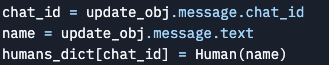 chat_id = update_obj.message.chat_id
name = update_obj.message.text
humans_dict[chat_id] = Human(name)